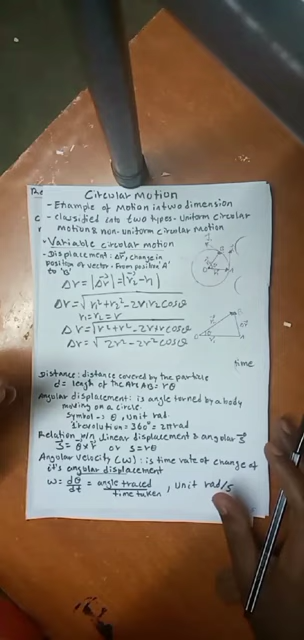 Circular Motion
- Example of Motion in two dimension
- classified into two types - Uniform circular
motion & non-uniform circular motion
Variable circular motion
- Displacement: Δr, change in
position of vector - from position 'A'
to 'B'
Δr = |Δr| = |r₂ - r₁|
Δr = √r₁² + r₂² - 2r₁r₂cosθ
r₁ = r₂ = r
Δr = √r² + r² - 2r×r cosθ
Δr = √2r² - 2r² cosθ
time
Distance: distance covered by the particle
d = length of the Arc AB = rθ
Angular displacement: is angle formed by a body
moving on a circle.
Symbol -> θ, unit rad.
1 revolution = 360° = 2π rad
Relation b/n Linear displacement & angular
S = θ × r or S = rθ
Angular velocity (ω): is time rate of change of
it's angular displacement
ω = dθ/dt = angle traced/time taken, Unit rad/s